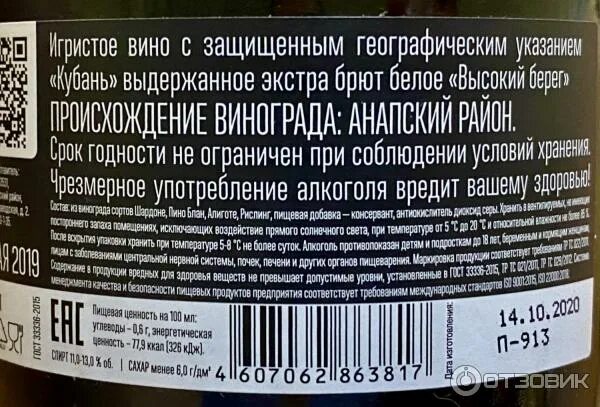 Игристое вино с защищенным географическим указанием
«Кубань» выдержанное экстра брют белое «Высокий берег»
ПРОИСХОЖДЕНИЕ ВИНОГРАДА: АНАПСКИЙ РАЙОН.
Срок годности не ограничен при соблюдении условий хранения.
Чрезмерное употребление алкоголя вредит вашему здоровью!
Состав: из винограда сортов Шардоне, Пино Блан, Алиготе, Рислинг, пищевая добавка – консервант, антиокислитель диоксид серы. Хранить в вентилируемых, не имеющих
постороннего запаха помещениях, исключающих воздействие прямого солнечного света, при температуре от 5 °С до 20 °С и относительной влажности не более 85 %.
После вскрытия упаковки хранить при температуре 5-8 °С не более суток. Алкоголь противопоказан детям и подросткам до 18 лет, беременным и кормящим женщинам,
лицам с заболеваниями центральной нервной системы, почек, печени и других органов пищеварения. Маркировка продукции соответствует требованиям ТР ТС 022/2011.
Содержание в продукции вредных для здоровья веществ не превышает допустимые уровни, установленные в ГОСТ 33336-2015, ТР ТС 021/2011, ТР ТС 029/2012. Система
менеджмента качества и безопасности пищевых продуктов предприятия соответствует требованиям международных стандартов ISO 9001:2015, ISO 22000:2018.
АЯ 2019
ГОСТ 33336-2015
ЕАС
Пищевая ценность на 100 мл:
углеводы – 0,6 г, энергетическая
ценность – 77,9 ккал (326 кДж).
СПИРТ 11,0-13,0 % об. | САХАР менее 6,0 г/дм³
4 607062 863817
Дата изготовления:
14.10.2020
П-913
ОТЗОВИК